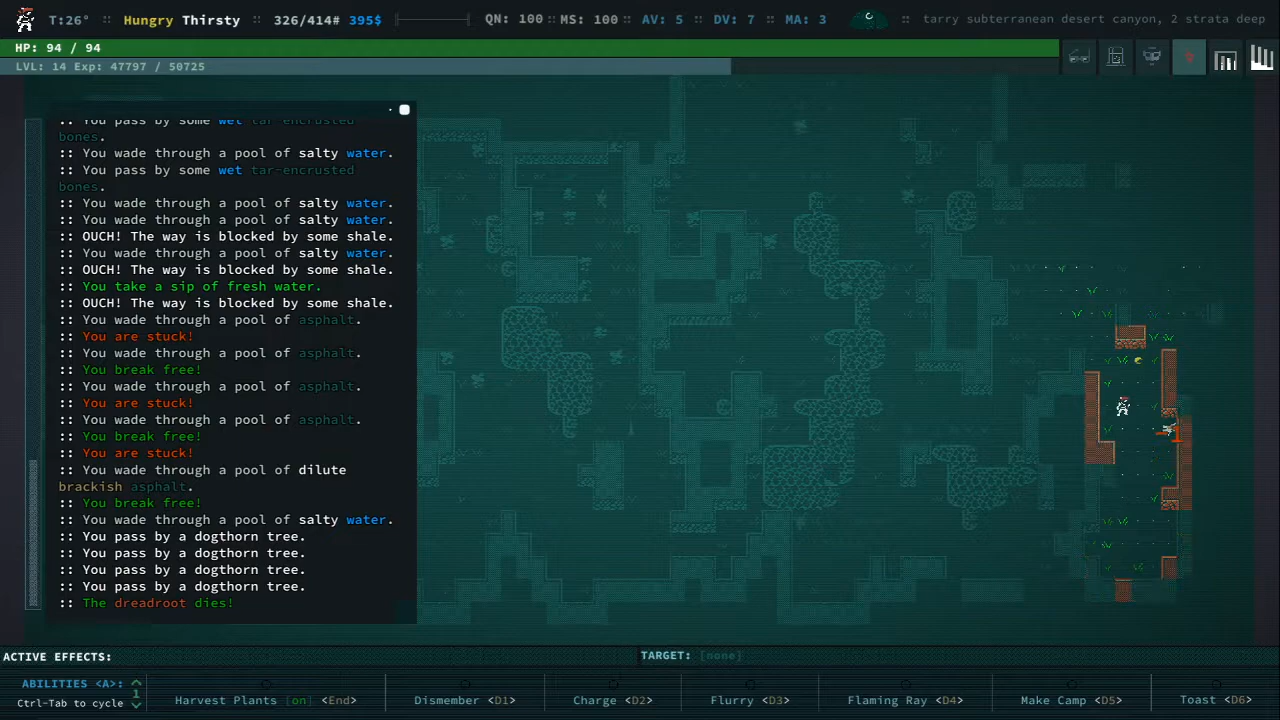 T:26° :: Hungry Thirsty :: 326/414# 395$ QN: 100 :: MS: 100 :: AV: 5 :: DV: 7 :: MA: 3 :: tarry subterranean desert canyon, 2 strata deep
HP: 94 / 94
LVL: 14 Exp: 47797 / 50725
:: You pass by some wet tar-encrusted
bones.
:: You wade through a pool of salty water.
:: You pass by some wet tar-encrusted
bones.
:: You wade through a pool of salty water.
:: You wade through a pool of salty water.
:: OUCH! The way is blocked by some shale.
:: You wade through a pool of salty water.
:: OUCH! The way is blocked by some shale.
:: You take a sip of fresh water.
:: OUCH! The way is blocked by some shale.
:: You wade through a pool of asphalt.
:: You are stuck!
:: You wade through a pool of asphalt.
:: You break free!
:: You wade through a pool of asphalt.
:: You are stuck!
:: You wade through a pool of asphalt.
:: You break free!
:: You are stuck!
:: You wade through a pool of dilute
brackish asphalt.
:: You break free!
:: You wade through a pool of salty water.
:: You pass by a dogthorn tree.
:: You pass by a dogthorn tree.
:: You pass by a dogthorn tree.
:: You pass by a dogthorn tree.
:: The dreadroot dies!
ACTIVE EFFECTS: TARGET: [none]
ABILITIES <A>: 1
Ctrl-Tab to cycle
Harvest Plants [on] <End> Dismember <D1> Charge <D2> Flurry <D3> Flaming Ray <D4> Make Camp <D5> Toast <D6>